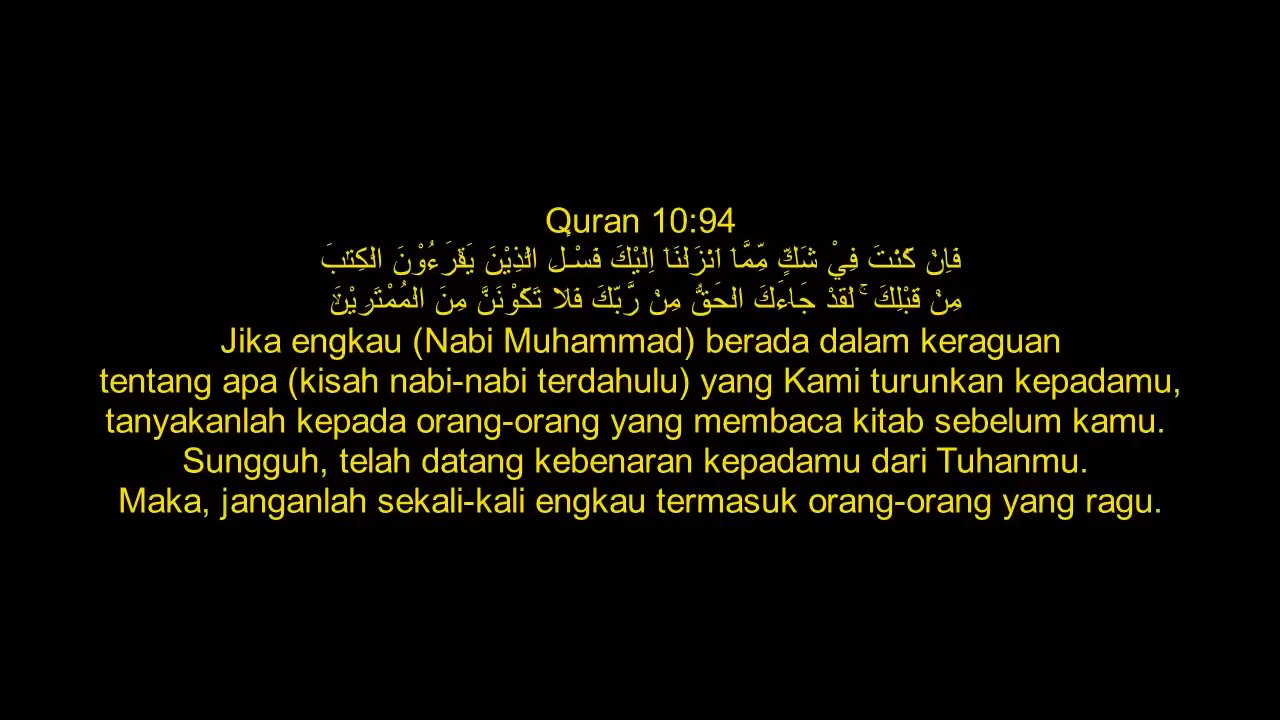 Quran 10:94
فَاِنْ كُنْتَ فِيْ شَكٍّ مِّمَّآ اَنْزَلْنَآ اِلَيْكَ فَسْـَٔلِ الَّذِيْنَ يَقْرَءُوْنَ الْكِتٰبَ
مِنْ قَبْلِكَ ۚ لَقَدْ جَاۤءَكَ الْحَقُّ مِنْ رَّبِّكَ فَلَا تَكُوْنَنَّ مِنَ الْمُمْتَرِيْنَۙ
Jika engkau (Nabi Muhammad) berada dalam keraguan
tentang apa (kisah nabi-nabi terdahulu) yang Kami turunkan kepadamu,
tanyakanlah kepada orang-orang yang membaca kitab sebelum kamu.
Sungguh, telah datang kebenaran kepadamu dari Tuhanmu.
Maka, janganlah sekali-kali engkau termasuk orang-orang yang ragu.